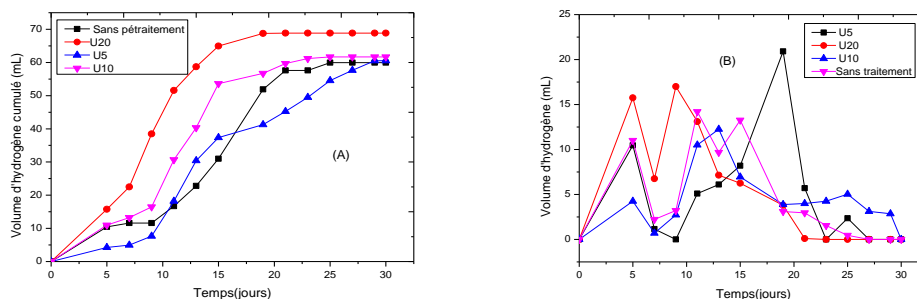 Volume d'hydrogène cumulé (mL)
70
60
50
40
30
20
10
0
Sans pétraitement
U20
U5
U10
(A)
0 5 10 15 20 25 30
Temps(jours)
Volume d'hydrogène (mL)
25
20
15
10
5
0
(B)
U5
U20
U10
Sans traitement
0 5 10 15 20 25 30
Temps(jours)